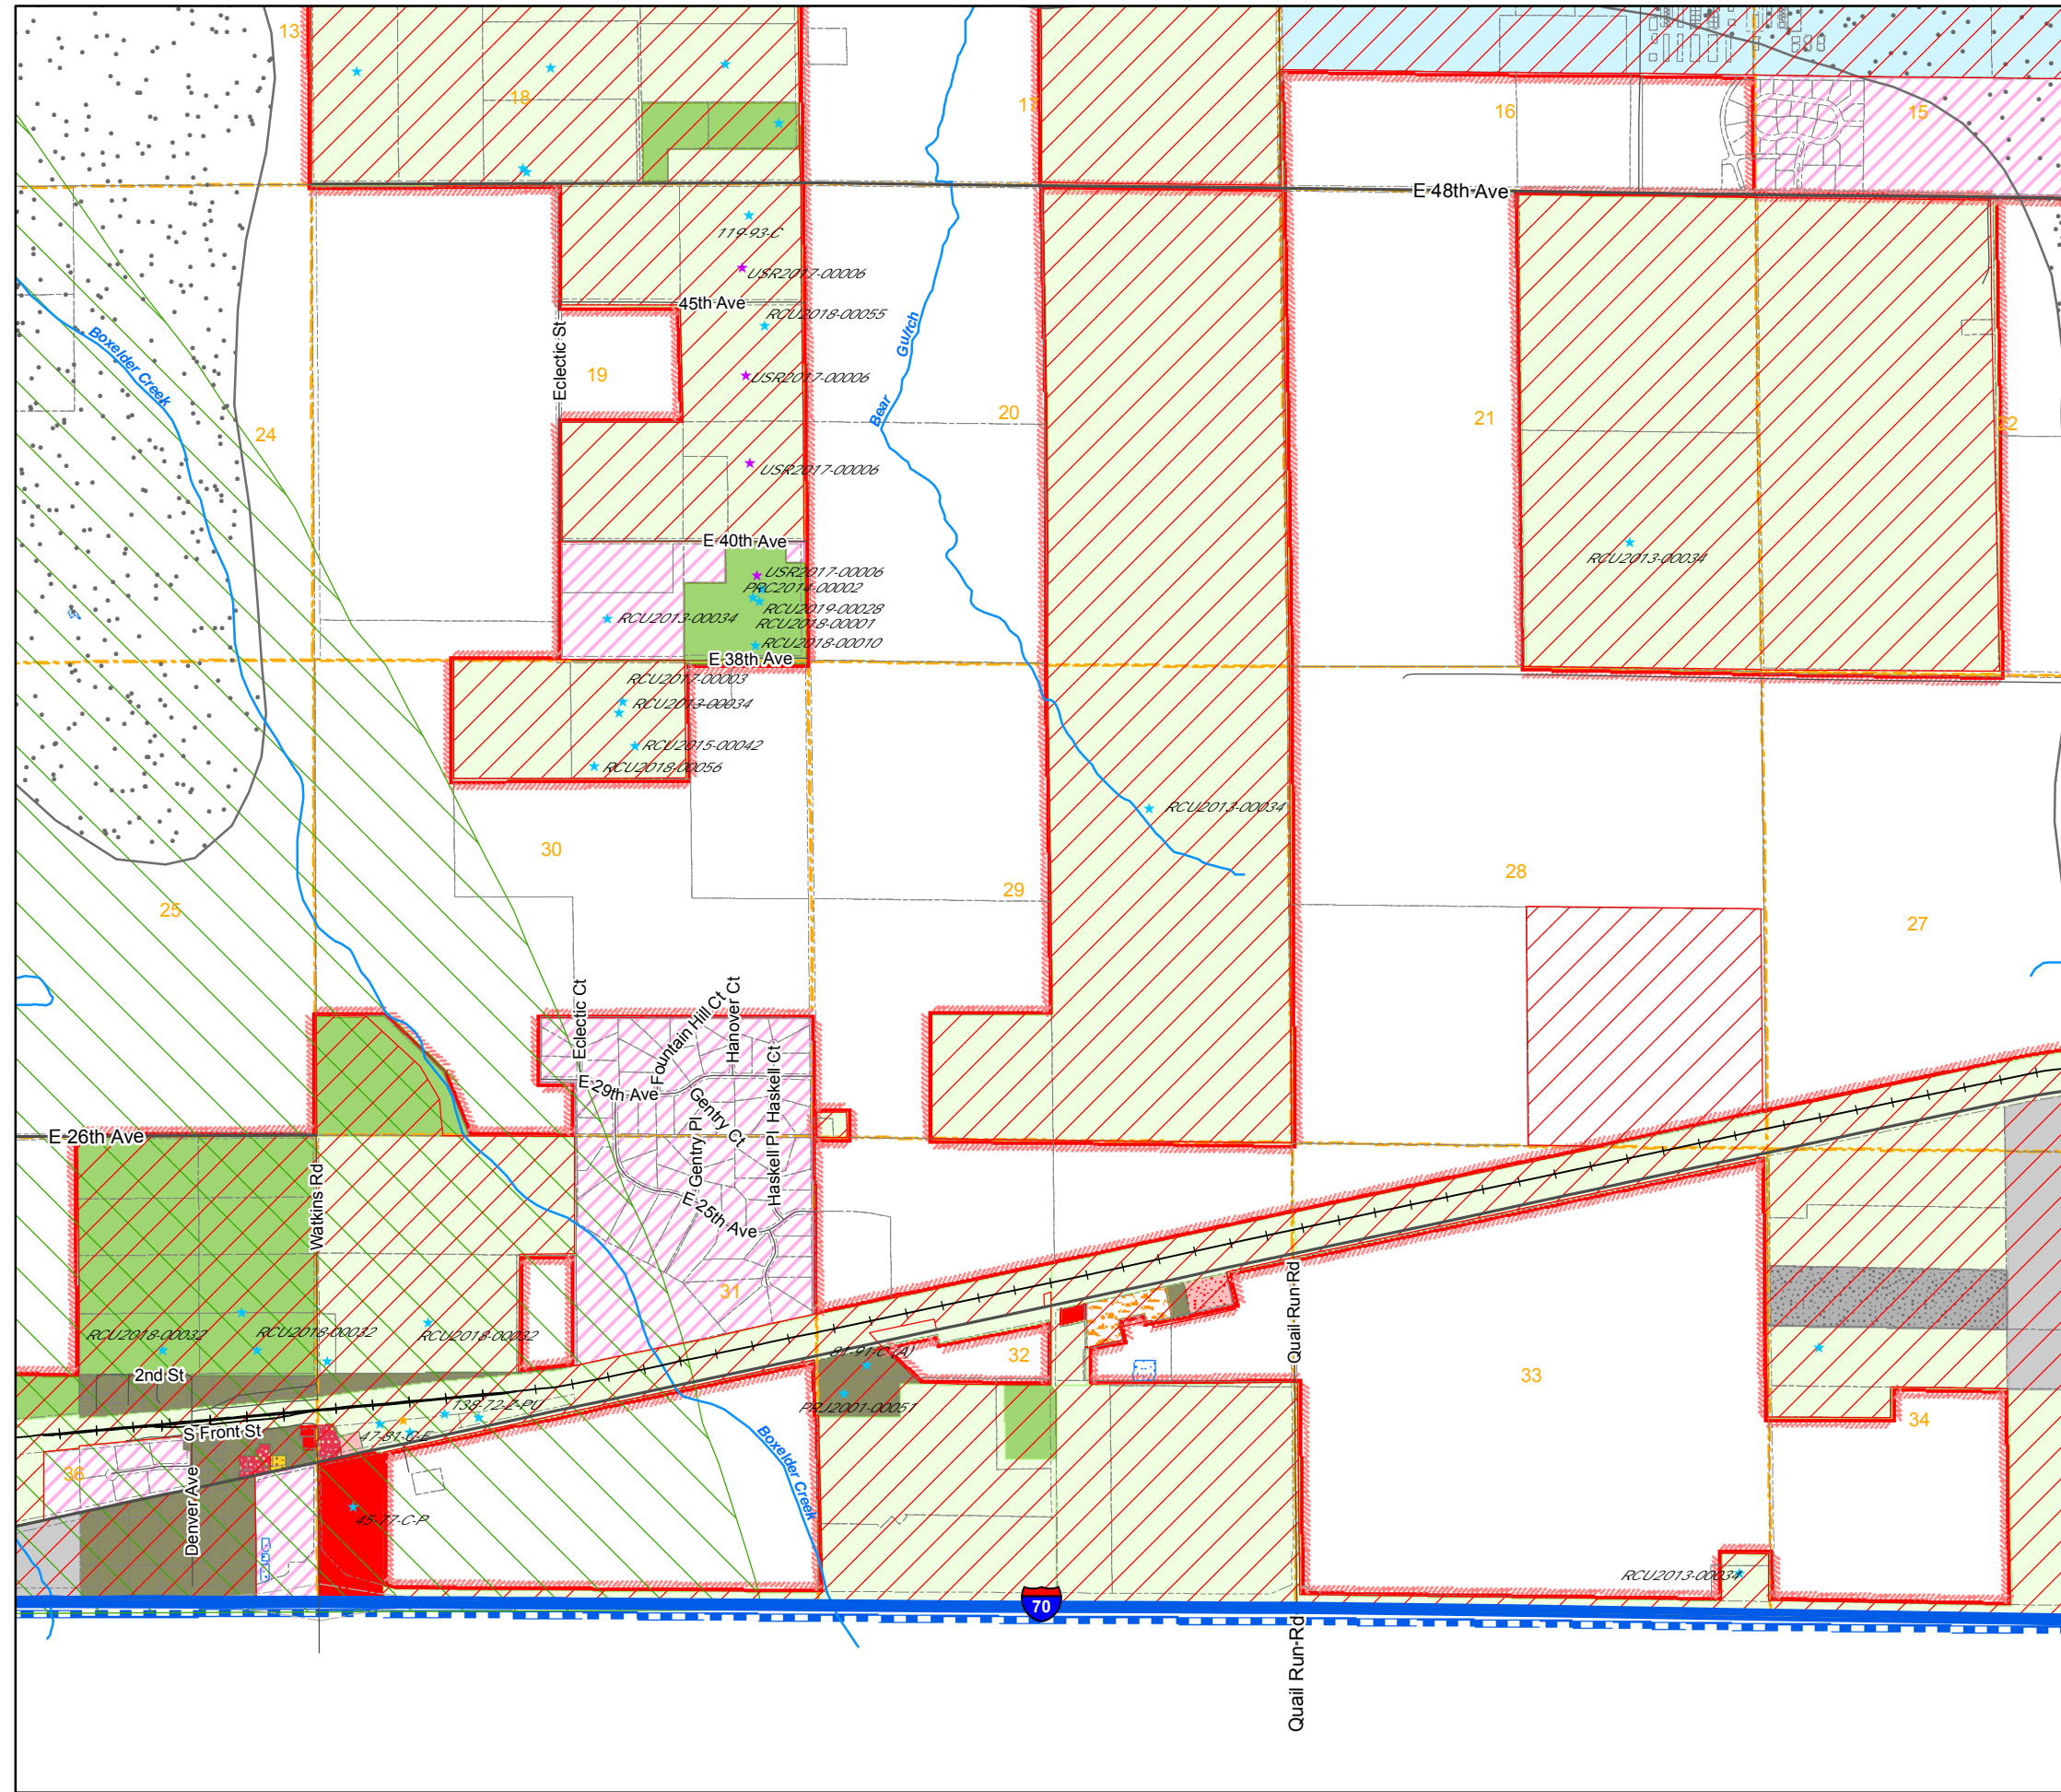 13
18
17
16
15
E 48th Ave
119-93-C
USR2017-00006
45th Ave
RCU2018-00055
Eclectic St
19
USR2017-00006
Boxelder Creek
Bear Gultch
24
20
21
22
USR2017-00006
E 40th Ave
USR2017-00006
PRC2014-00002
RCU2019-00028
RCU2013-00034
RCU2018-00001
RCU2018-00010
E 38th Ave
RCU2013-00034
RCU2017-00003
RCU2013-00034
RCU2015-00042
RCU2018-00056
RCU2013-00034
30
29
28
25
27
Eclectic Ct
Fountain Hill Ct
Hanover Ct
Haskell Ct
E 29th Ave
Gentry Ct
Gentry Pl
Haskell Pl
E 25th Ave
E 26th Ave
Watkins Rd
31
Quail Run Rd
RCU2018-00032
RCU2018-00032
RCU2018-00032
81-91-C (A)
32
33
2nd St
PRJ2001-00051
138-72-Z-PU
S Front St
47-81-C-E
34
36
Denver Ave
Boxelder Creek
45-77-C-P
RCU2013-00034
70
Quail Run Rd